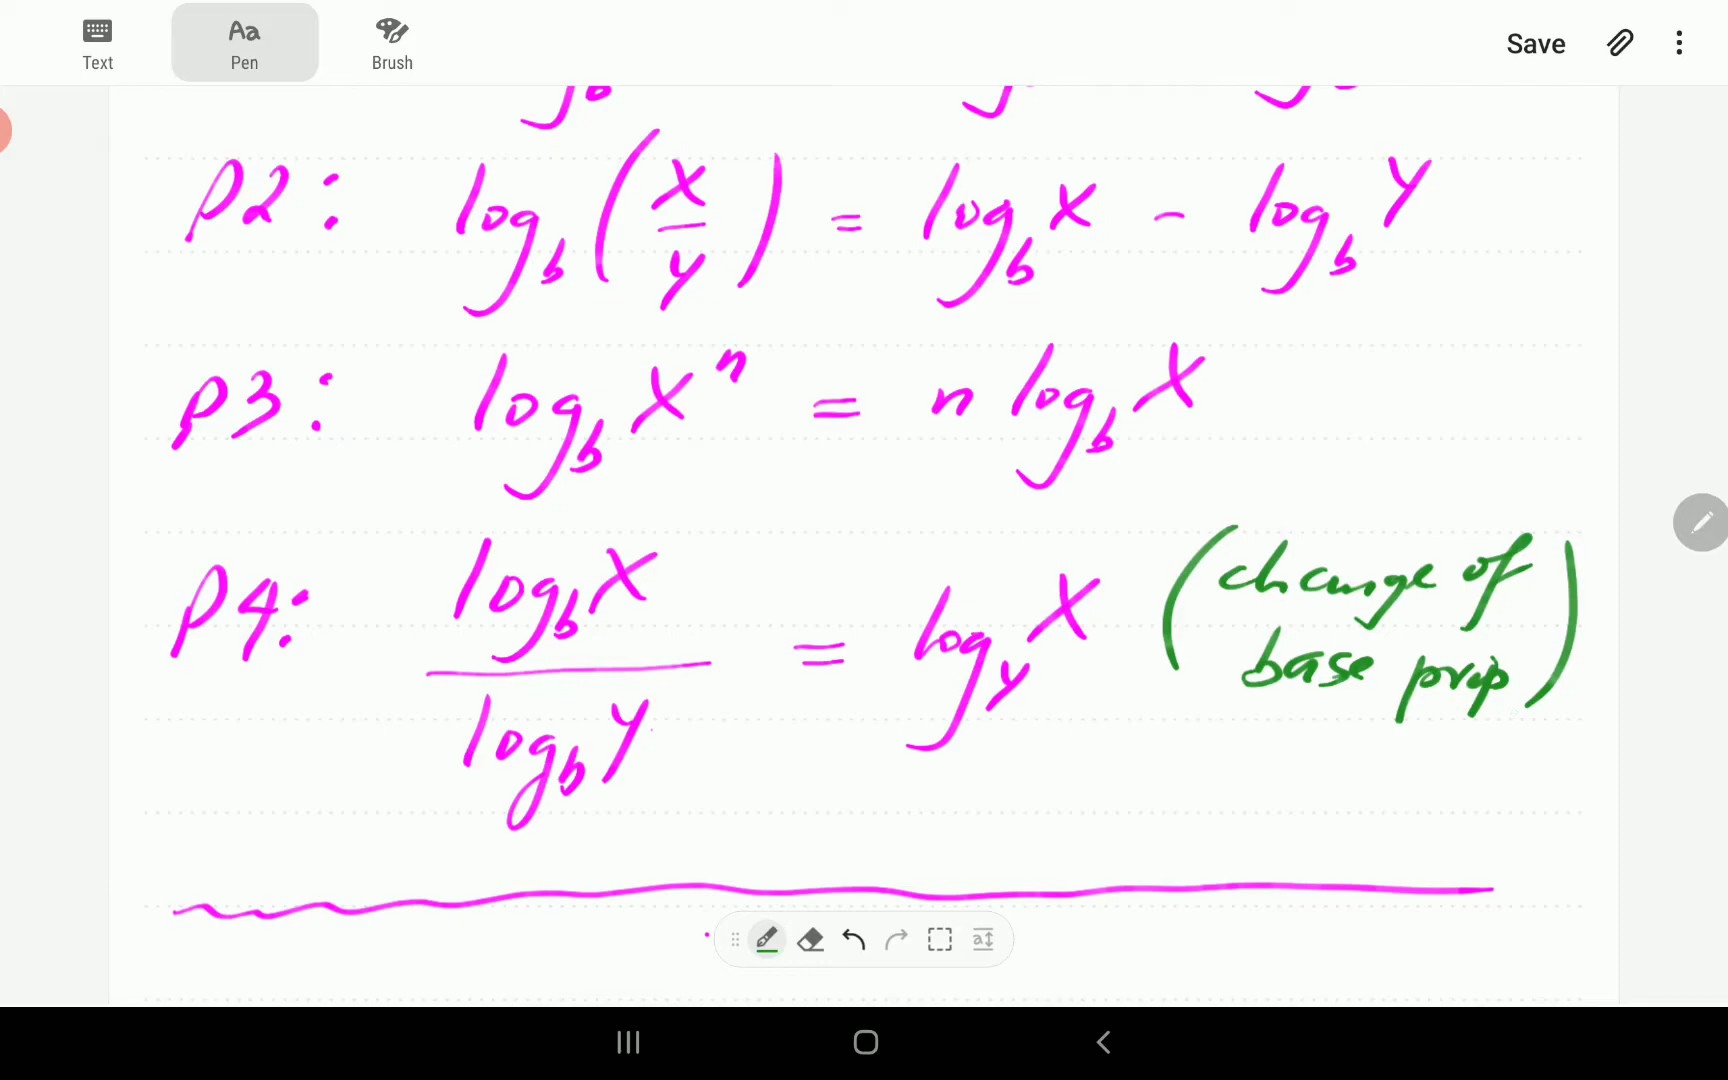 Text
Aa
Pen
Brush
Save
P2: log_b (x/y) = log_b x - log_b y
P3: log_b x^n = n log_b x
P4: log_b x / log_b y = log_y x (change of
base prop)